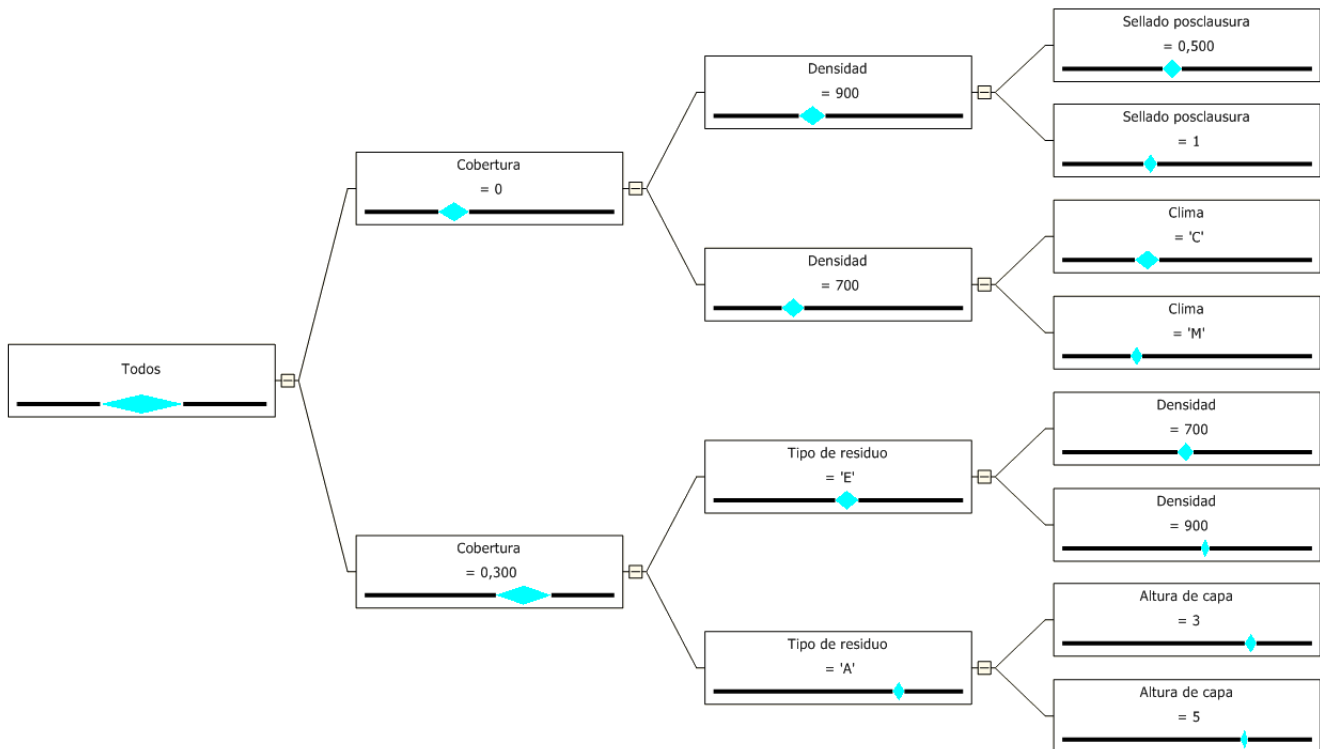 Todos
Cobertura
= 0
Cobertura
= 0,300
Densidad
= 900
Densidad
= 700
Tipo de residuo
= 'E'
Tipo de residuo
= 'A'
Sellado posclausura
= 0,500
Sellado posclausura
= 1
Clima
= 'C'
Clima
= 'M'
Densidad
= 700
Densidad
= 900
Altura de capa
= 3
Altura de capa
= 5